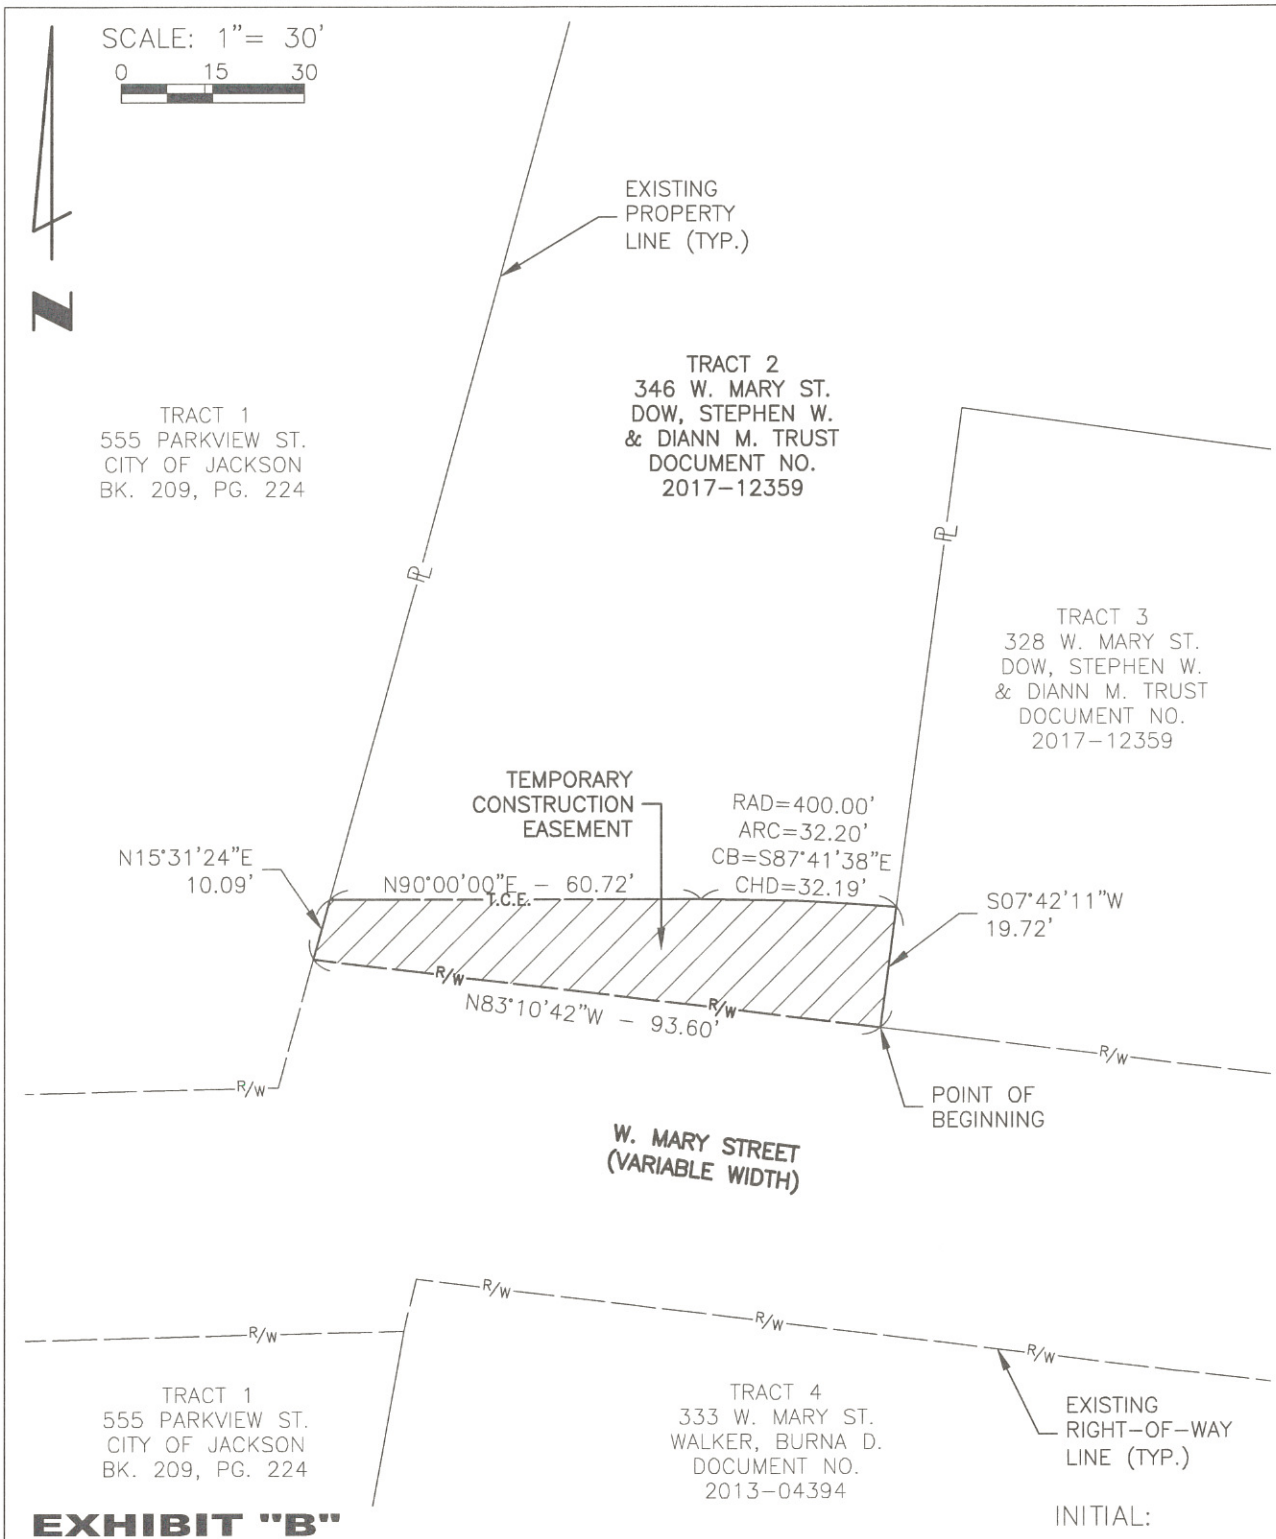 SCALE: 1"= 30'
0 15 30
N
EXISTING
PROPERTY
LINE (TYP.)
TRACT 2
346 W. MARY ST.
DOW, STEPHEN W.
& DIANN M. TRUST
DOCUMENT NO.
2017-12359
TRACT 1
555 PARKVIEW ST.
CITY OF JACKSON
BK. 209, PG. 224
PL
PL
TRACT 3
328 W. MARY ST.
DOW, STEPHEN W.
& DIANN M. TRUST
DOCUMENT NO.
2017-12359
TEMPORARY
CONSTRUCTION
EASEMENT
RAD=400.00'
ARC=32.20'
CB=S87°41'38"E
CHD=32.19'
N15°31'24"E
10.09'
N90°00'00"E - 60.72'
T.C.E.
S07°42'11"W
19.72'
R/W
R/W
N83°10'42"W - 93.60'
R/W
R/W
POINT OF
BEGINNING
W. MARY STREET
(VARIABLE WIDTH)
R/W
R/W
R/W
R/W
TRACT 1
555 PARKVIEW ST.
CITY OF JACKSON
BK. 209, PG. 224
TRACT 4
333 W. MARY ST.
WALKER, BURNA D.
DOCUMENT NO.
2013-04394
EXISTING
RIGHT-OF-WAY
LINE (TYP.)
EXHIBIT "B"
INITIAL: